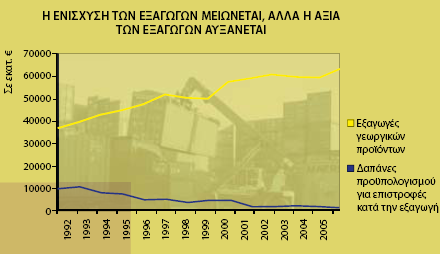 Η ΕΝΙΣΧΥΣΗ ΤΩΝ ΕΞΑΓΩΓΩΝ ΜΕΙΩΝΕΤΑΙ, ΑΛΛΑ Η ΑΞΙΑ
ΤΩΝ ΕΞΑΓΩΓΩΝ ΑΥΞΑΝΕΤΑΙ
Σε εκατ. €
70000
60000
50000
40000
30000
20000
10000
0
1992
1993
1994
1995
1996
1997
1998
1999
2000
2001
2002
2003
2004
2005
Εξαγωγές
γεωργικών
προϊόντων
Δαπάνες
προϋπολογισμού
για επιστροφές
κατά την εξαγωγή